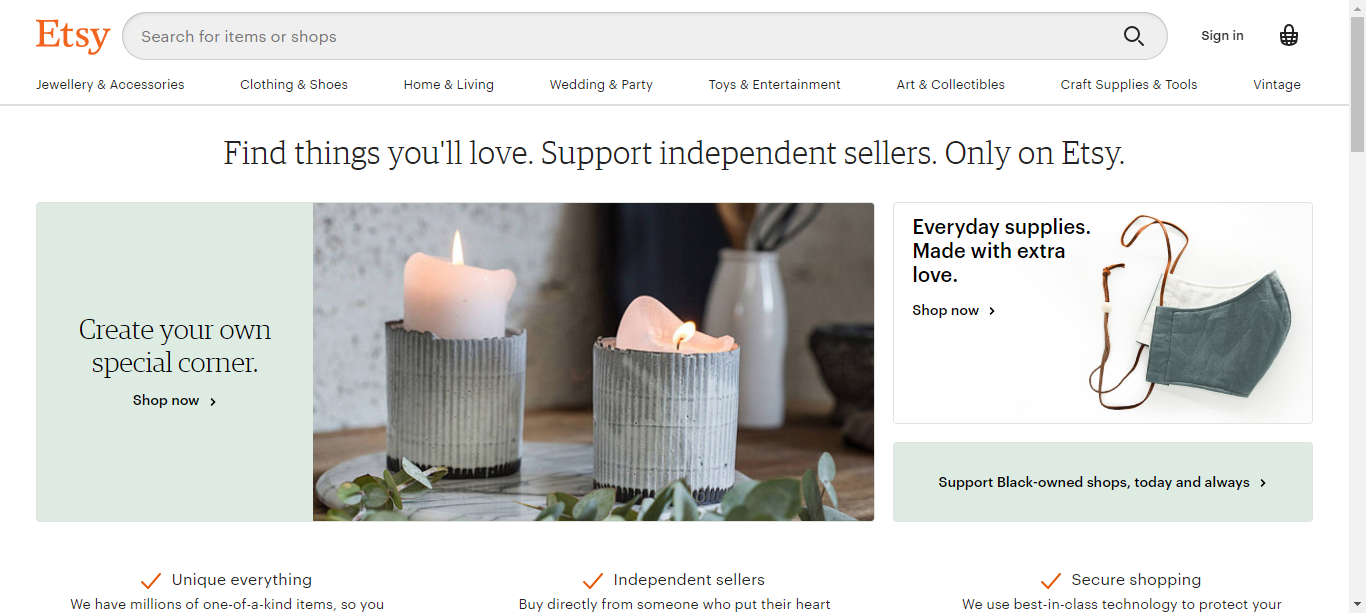 Etsy
Search for items or shops
Sign in
Jewellery & Accessories
Clothing & Shoes
Home & Living
Wedding & Party
Toys & Entertainment
Art & Collectibles
Craft Supplies & Tools
Vintage
Find things you'll love. Support independent sellers. Only on Etsy.
Create your own
special corner.
Shop now
Everyday supplies.
Made with extra
love.
Shop now
Support Black-owned shops, today and always
Unique everything
We have millions of one-of-a-kind items, so you
Independent sellers
Buy directly from someone who put their heart
Secure shopping
We use best-in-class technology to protect your